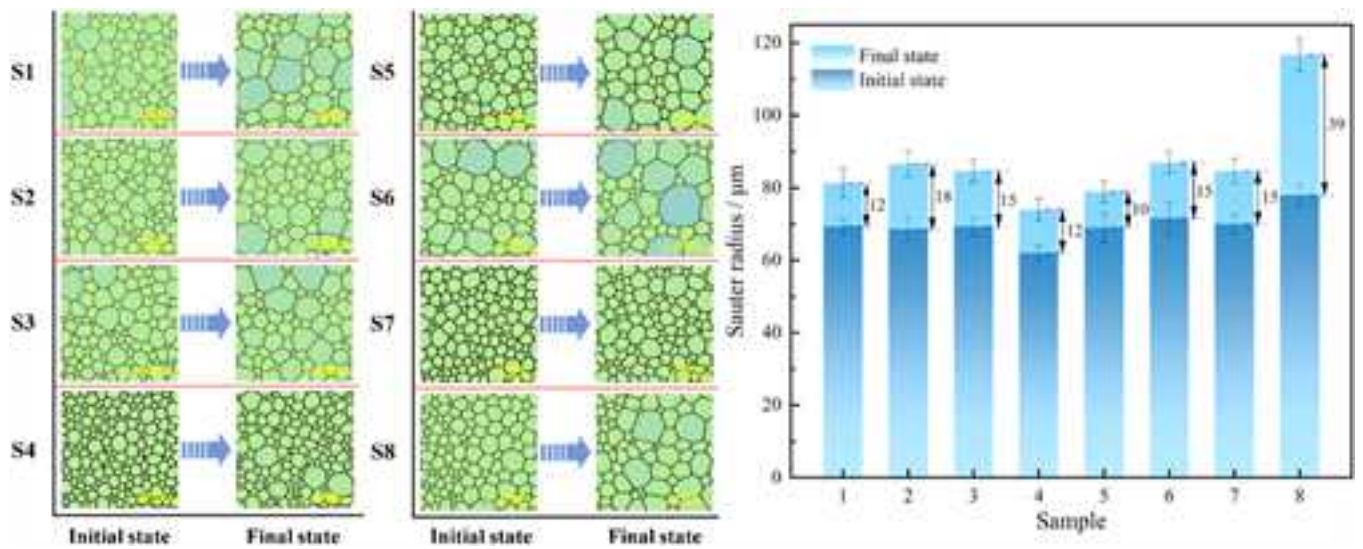 S1
S2
S3
S4
Initial state
Final state
S5
S6
S7
S8
Initial state
Final state
Sauter radius / μm
120
100
80
60
40
20
0
Final state
Initial state
12
18
15
12
10
15
15
39
1
2
3
4
5
6
7
8
Sample